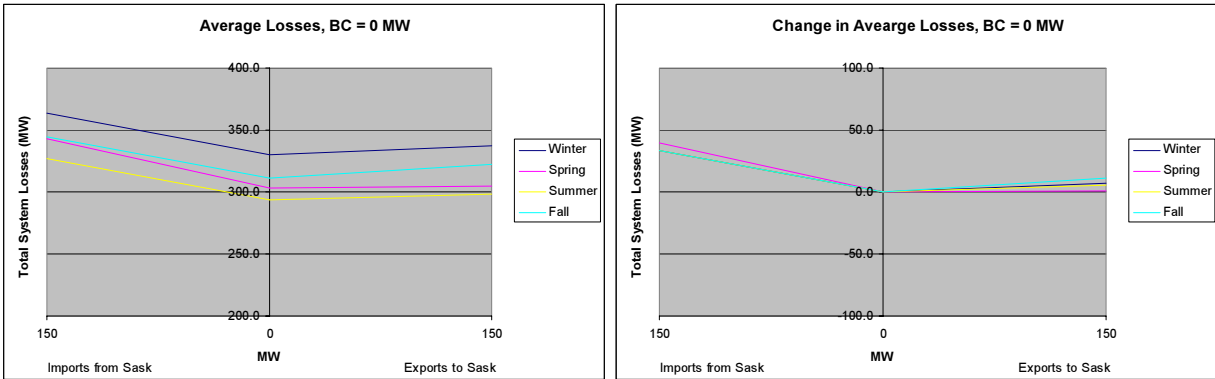 Average Losses, BC = 0 MW
Total System Losses (MW)
400.0
350.0
300.0
250.0
200.0
150
0
150
MW
Imports from Sask
Exports to Sask
Winter
Spring
Summer
Fall
Change in Avearge Losses, BC = 0 MW
Total System Losses (MW)
100.0
50.0
0.0
-50.0
-100.0
150
0
150
MW
Imports from Sask
Exports to Sask
Winter
Spring
Summer
Fall